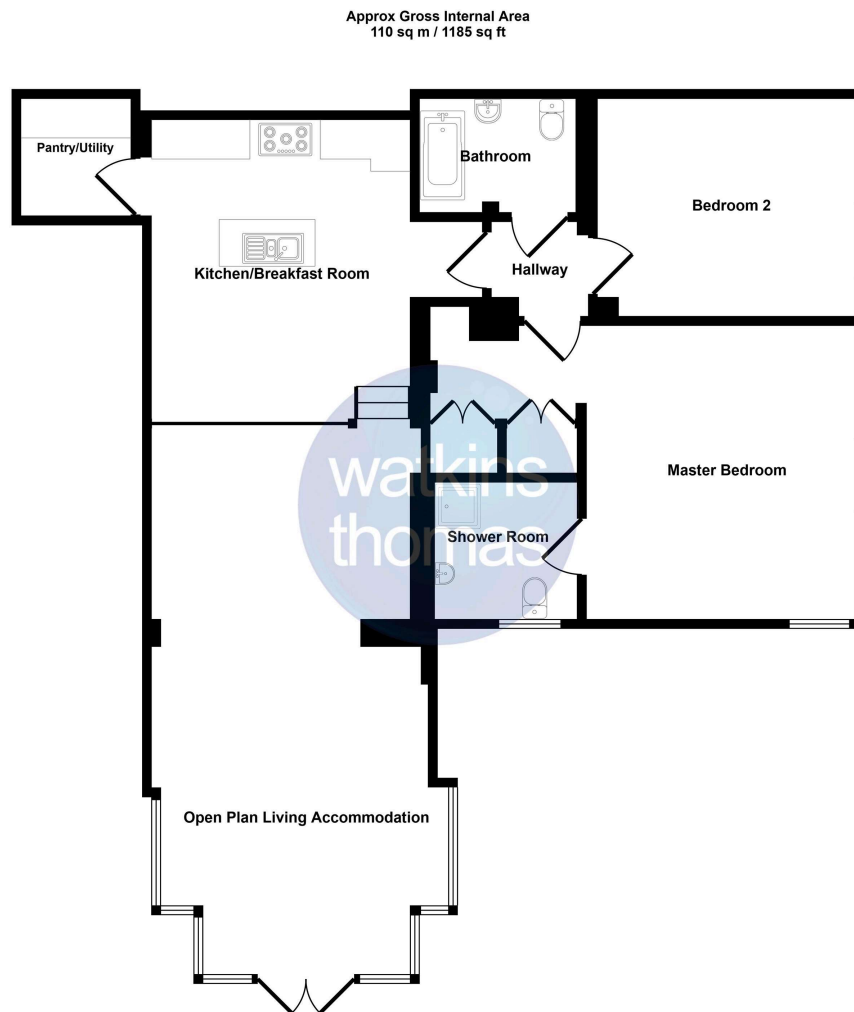 Approx Gross Internal Area
110 sq m / 1185 sq ft
Pantry/Utility
Bathroom
Bedroom 2
Kitchen/Breakfast Room
Hallway
Master Bedroom
watkins
thomas
Shower Room
Open Plan Living Accommodation